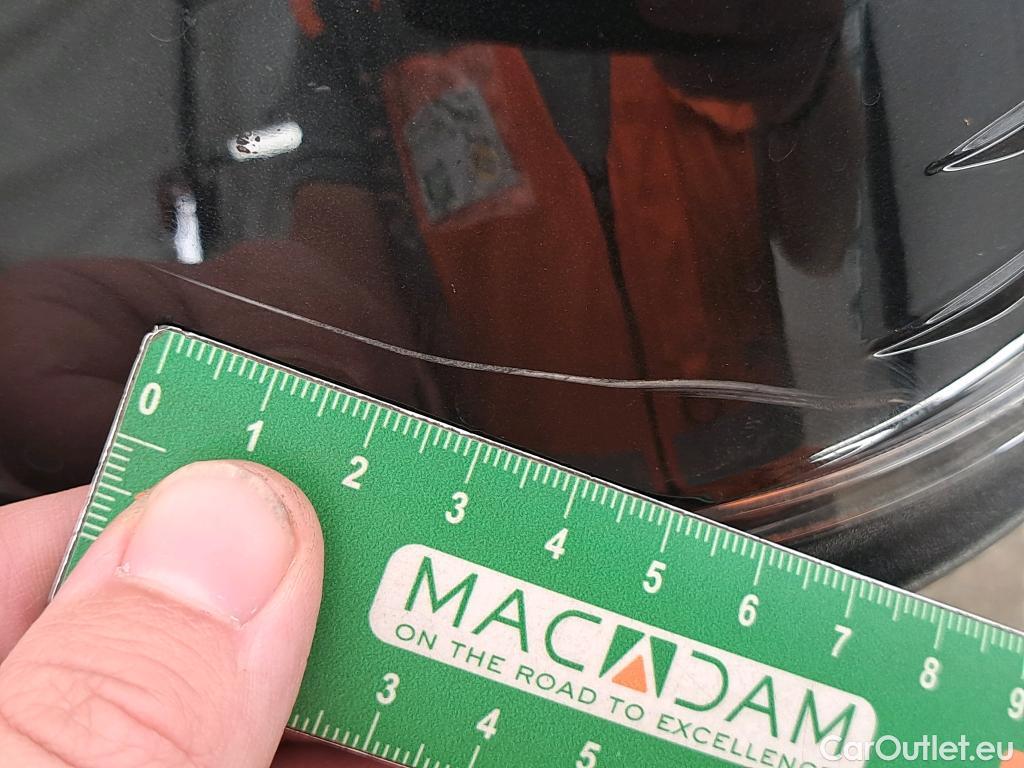 0 1 2 3 4 5 6 7 8 9
MACADAM
ON THE ROAD TO EXCELLENC
3 4 5
CarOutlet.eu